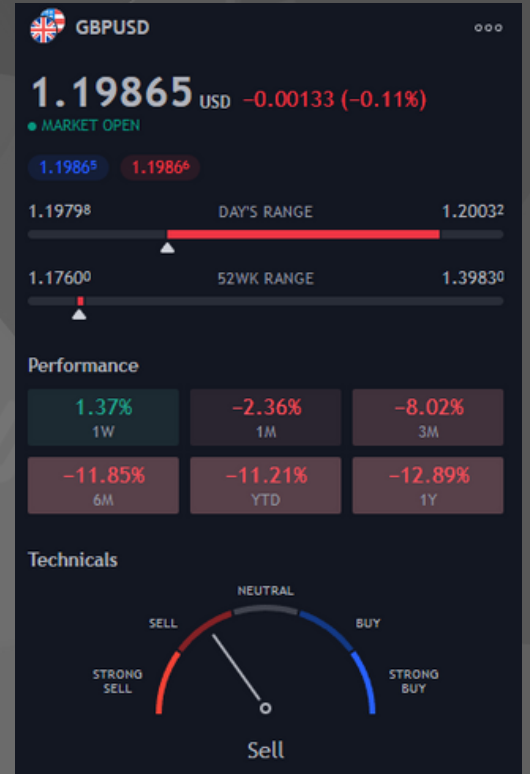 GBPUSD
1.19865 USD −0.00133 (−0.11%)
MARKET OPEN
1.19865 1.19866
1.19798 DAY'S RANGE 1.20032
1.17600 52WK RANGE 1.39830
Performance
1.37% −2.36% −8.02%
1W 1M 3M
−11.85% −11.21% −12.89%
6M YTD 1Y
Technicals
NEUTRAL
SELL BUY
STRONG SELL STRONG BUY
Sell